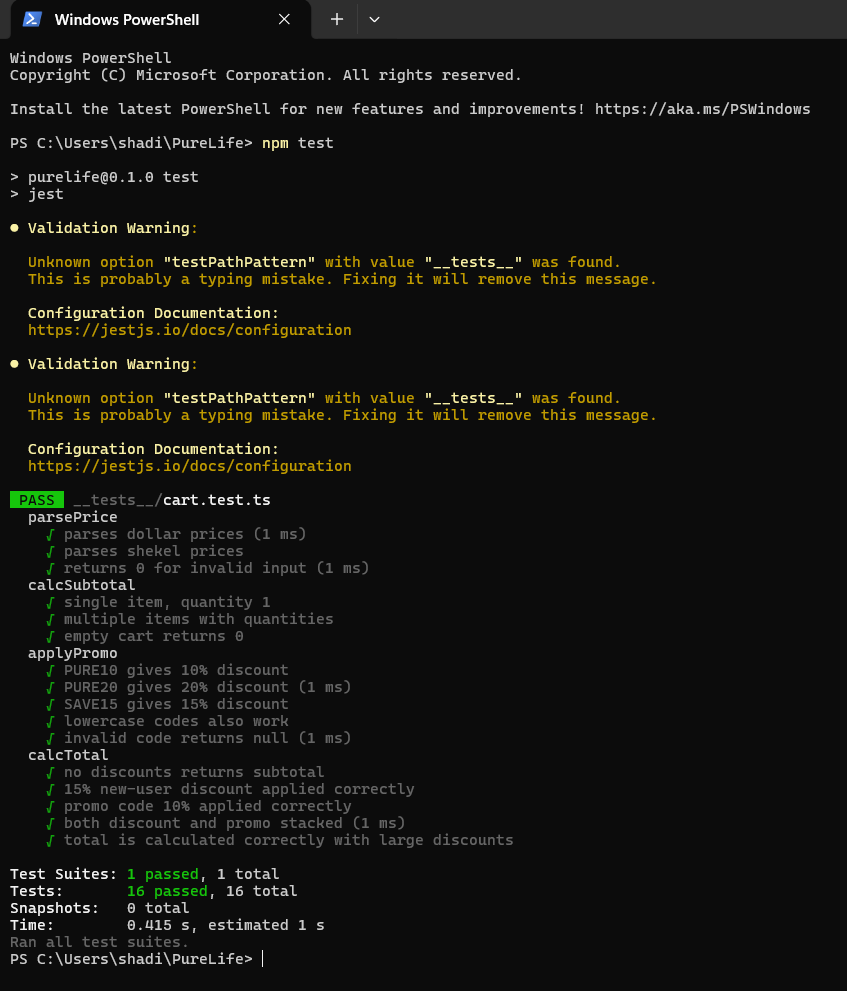 Windows PowerShell
Windows PowerShell
Copyright (C) Microsoft Corporation. All rights reserved.
Install the latest PowerShell for new features and improvements! https://aka.ms/PSWindows
PS C:\Users\shadi\PureLife> npm test
> purelife@0.1.0 test
> jest
● Validation Warning:
Unknown option "testPathPattern" with value "__tests__" was found.
This is probably a typing mistake. Fixing it will remove this message.
Configuration Documentation:
https://jestjs.io/docs/configuration
● Validation Warning:
Unknown option "testPathPattern" with value "__tests__" was found.
This is probably a typing mistake. Fixing it will remove this message.
Configuration Documentation:
https://jestjs.io/docs/configuration
PASS __tests__/cart.test.ts
parsePrice
√ parses dollar prices (1 ms)
√ parses shekel prices
√ returns 0 for invalid input (1 ms)
calcSubtotal
√ single item, quantity 1
√ multiple items with quantities
√ empty cart returns 0
applyPromo
√ PURE10 gives 10% discount
√ PURE20 gives 20% discount (1 ms)
√ SAVE15 gives 15% discount
√ lowercase codes also work
√ invalid code returns null (1 ms)
calcTotal
√ no discounts returns subtotal
√ 15% new-user discount applied correctly
√ promo code 10% applied correctly
√ both discount and promo stacked (1 ms)
√ total is calculated correctly with large discounts
Test Suites: 1 passed, 1 total
Tests: 16 passed, 16 total
Snapshots: 0 total
Time: 0.415 s, estimated 1 s
Ran all test suites.
PS C:\Users\shadi\PureLife>